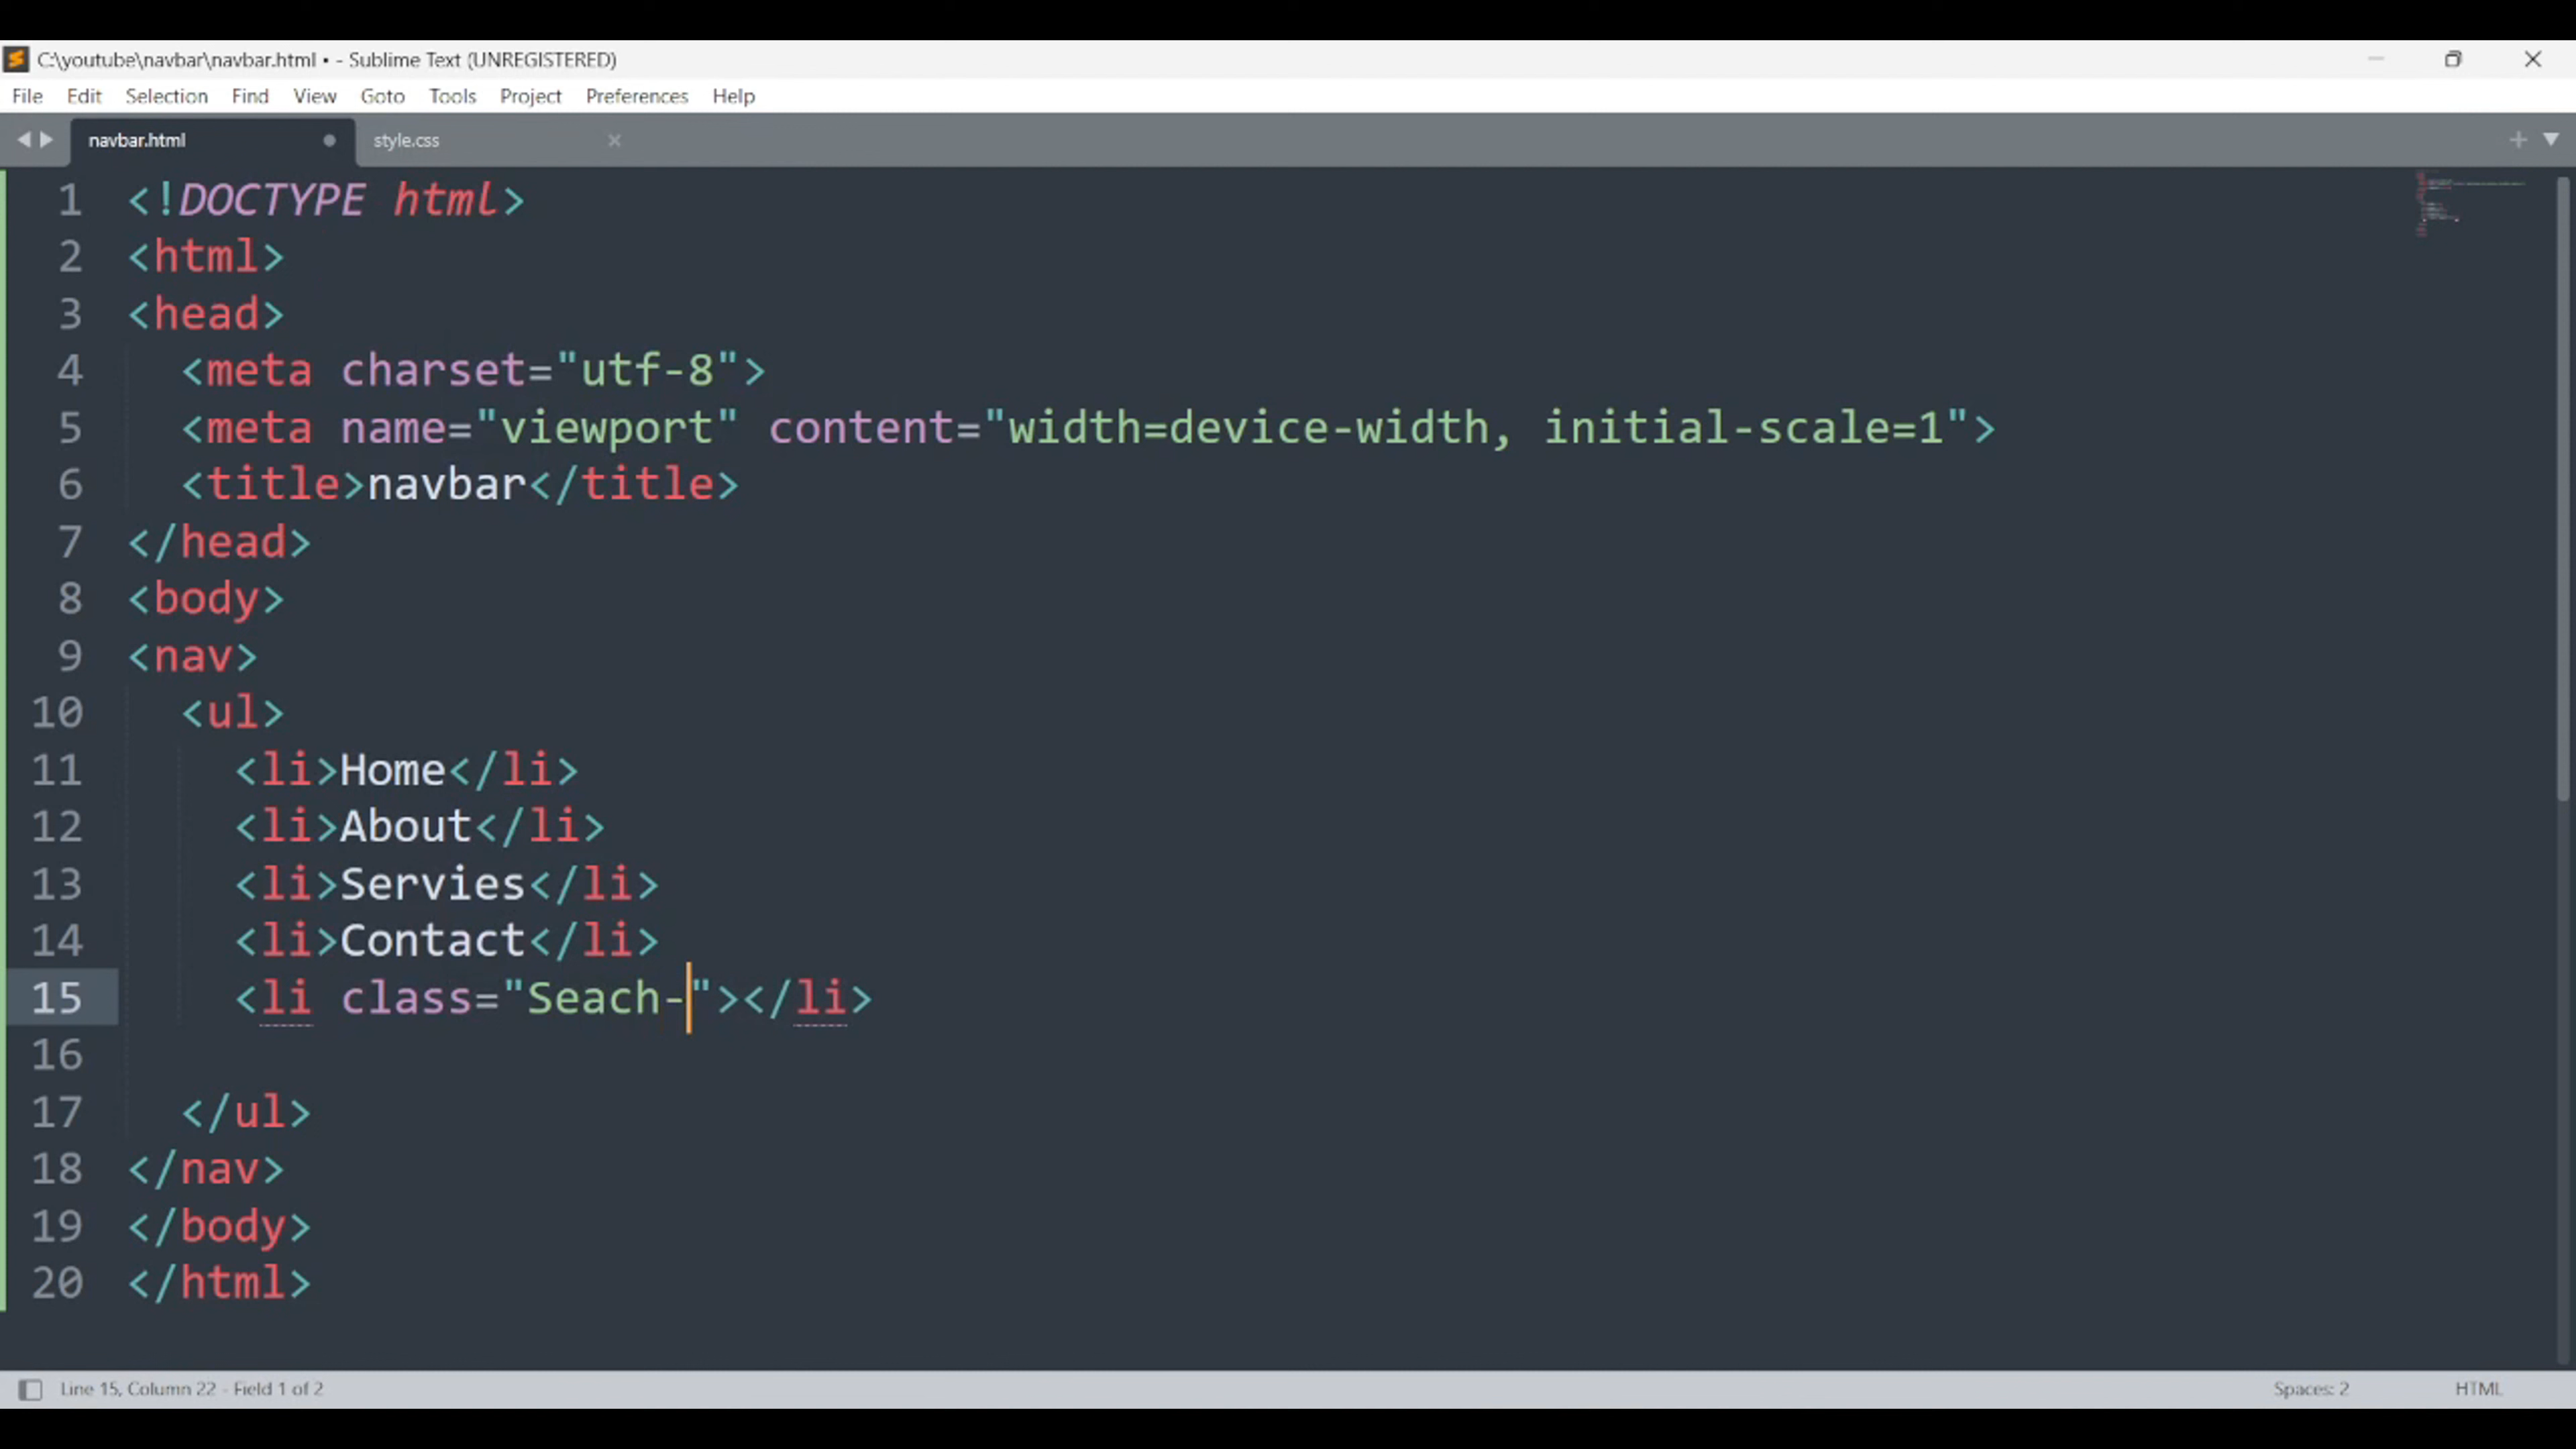 C:\youtube\navbar\navbar.html • - Sublime Text (UNREGISTERED)
File Edit Selection Find View Goto Tools Project Preferences Help
navbar.html style.css
1 <!DOCTYPE html>
2 <html>
3 <head>
4 <meta charset="utf-8">
5 <meta name="viewport" content="width=device-width, initial-scale=1">
6 <title>navbar</title>
7 </head>
8 <body>
9 <nav>
10 <ul>
11 <li>Home</li>
12 <li>About</li>
13 <li>Servies</li>
14 <li>Contact</li>
15 <li class="Seach-"></li>
16
17 </ul>
18 </nav>
19 </body>
20 </html>
Line 15, Column 22 - Field 1 of 2 Spaces: 2 HTML